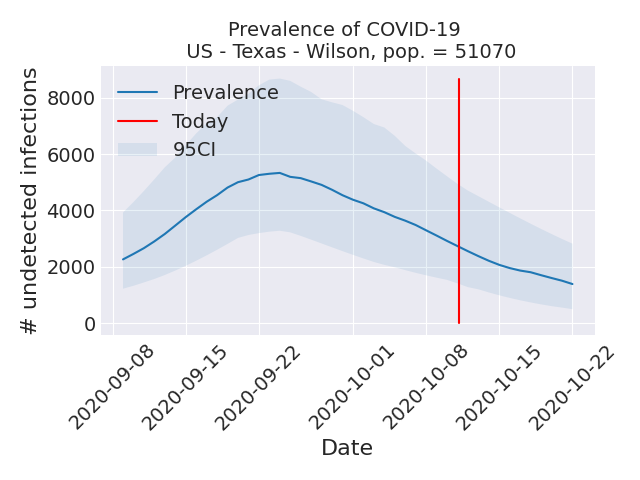 Prevalence of COVID-19
US - Texas - Wilson, pop. = 51070
# undetected infections
8000
6000
4000
2000
0
Prevalence
Today
95CI
2020-09-08
2020-09-15
2020-09-22
2020-10-01
2020-10-08
2020-10-15
2020-10-22
Date